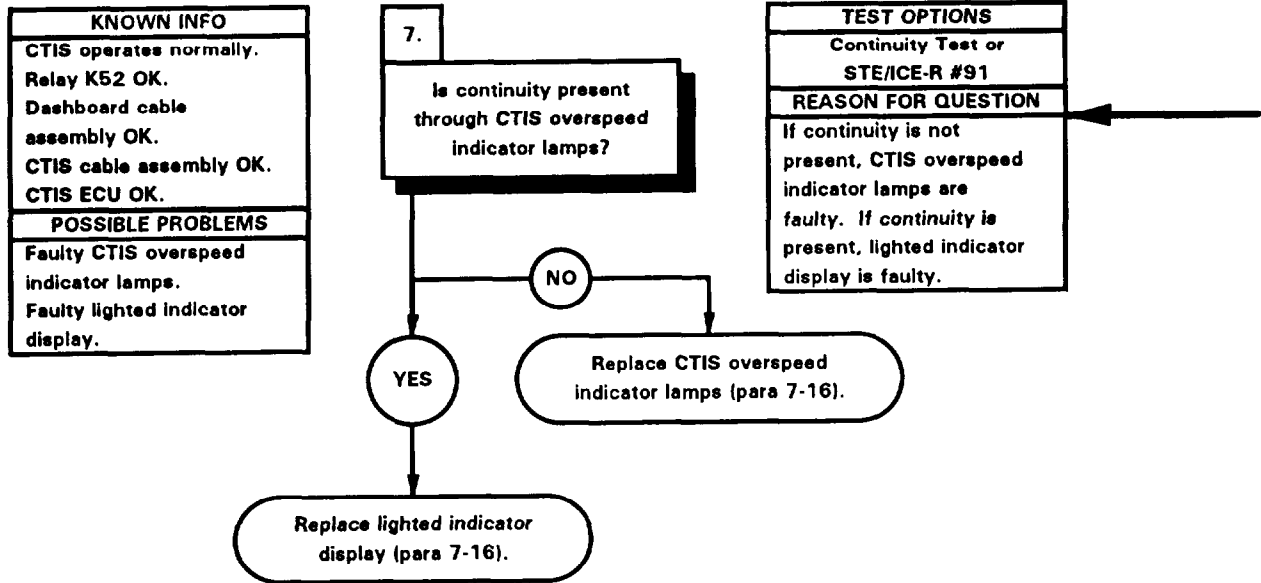 KNOWN INFO
CTIS operates normally.
Relay K52 OK.
Dashboard cable
assembly OK.
CTIS cable assembly OK.
CTIS ECU OK.
POSSIBLE PROBLEMS
Faulty CTIS overspeed
indicator lamps.
Faulty lighted indicator
display.
7.
Is continuity present
through CTIS overspeed
indicator lamps?
TEST OPTIONS
Continuity Test or
STE/ICE-R #91
REASON FOR QUESTION
If continuity is not
present, CTIS overspeed
indicator lamps are
faulty. If continuity is
present, lighted indicator
display is faulty.
NO
Replace CTIS overspeed
indicator lamps (para 7-16).
YES
Replace lighted indicator
display (para 7-16).